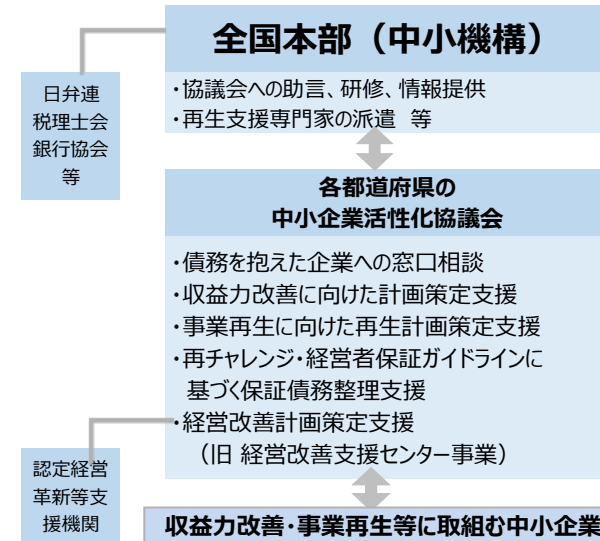 全国本部（中小機構）
・協議会への助言、研修、情報提供
・再生支援専門家の派遣　等
日弁連
税理士会
銀行協会
等
各都道府県の
中小企業活性化協議会
・債務を抱えた企業への窓口相談
・収益力改善に向けた計画策定支援
・事業再生に向けた再生計画策定支援
・再チャレンジ・経営者保証ガイドラインに
基づく保証債務整理支援
・経営改善計画策定支援
（旧 経営改善支援センター事業）
認定経営
革新等支
援機関
収益力改善・事業再生等に取組む中小企業